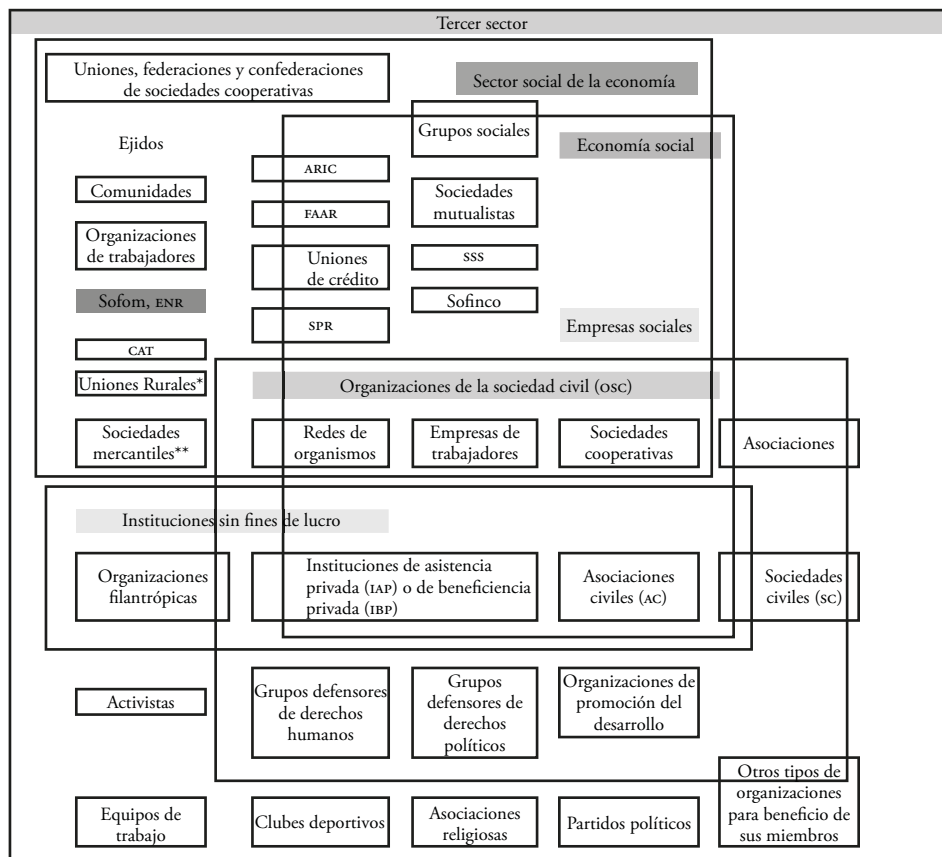 Tercer sector
Uniones, federaciones y confederaciones
de sociedades cooperativas
Sector social de la economía
Grupos sociales
Ejidos
Economía social
ARIC
Comunidades
Sociedades
mutualistas
FAAR
Organizaciones
de trabajadores
Uniones
de crédito
SSS
Sofom, ENR
Sofinco
SPR
Empresas sociales
CAT
Uniones Rurales*
Organizaciones de la sociedad civil (OSC)
Sociedades
mercantiles**
Redes de
organismos
Empresas de
trabajadores
Sociedades
cooperativas
Asociaciones
Instituciones sin fines de lucro
Organizaciones
filantrópicas
Instituciones de asistencia
privada (IAP) o de beneficiencia
privada (IBP)
Asociaciones
civiles (AC)
Sociedades
civiles (SC)
Activistas
Grupos defensores
de derechos
humanos
Grupos
defensores de
derechos
políticos
Organizaciones de
promoción del
desarrollo
Equipos de
trabajo
Clubes deportivos
Asociaciones
religiosas
Partidos políticos
Otros tipos de
organizaciones
para beneficio de
sus miembros